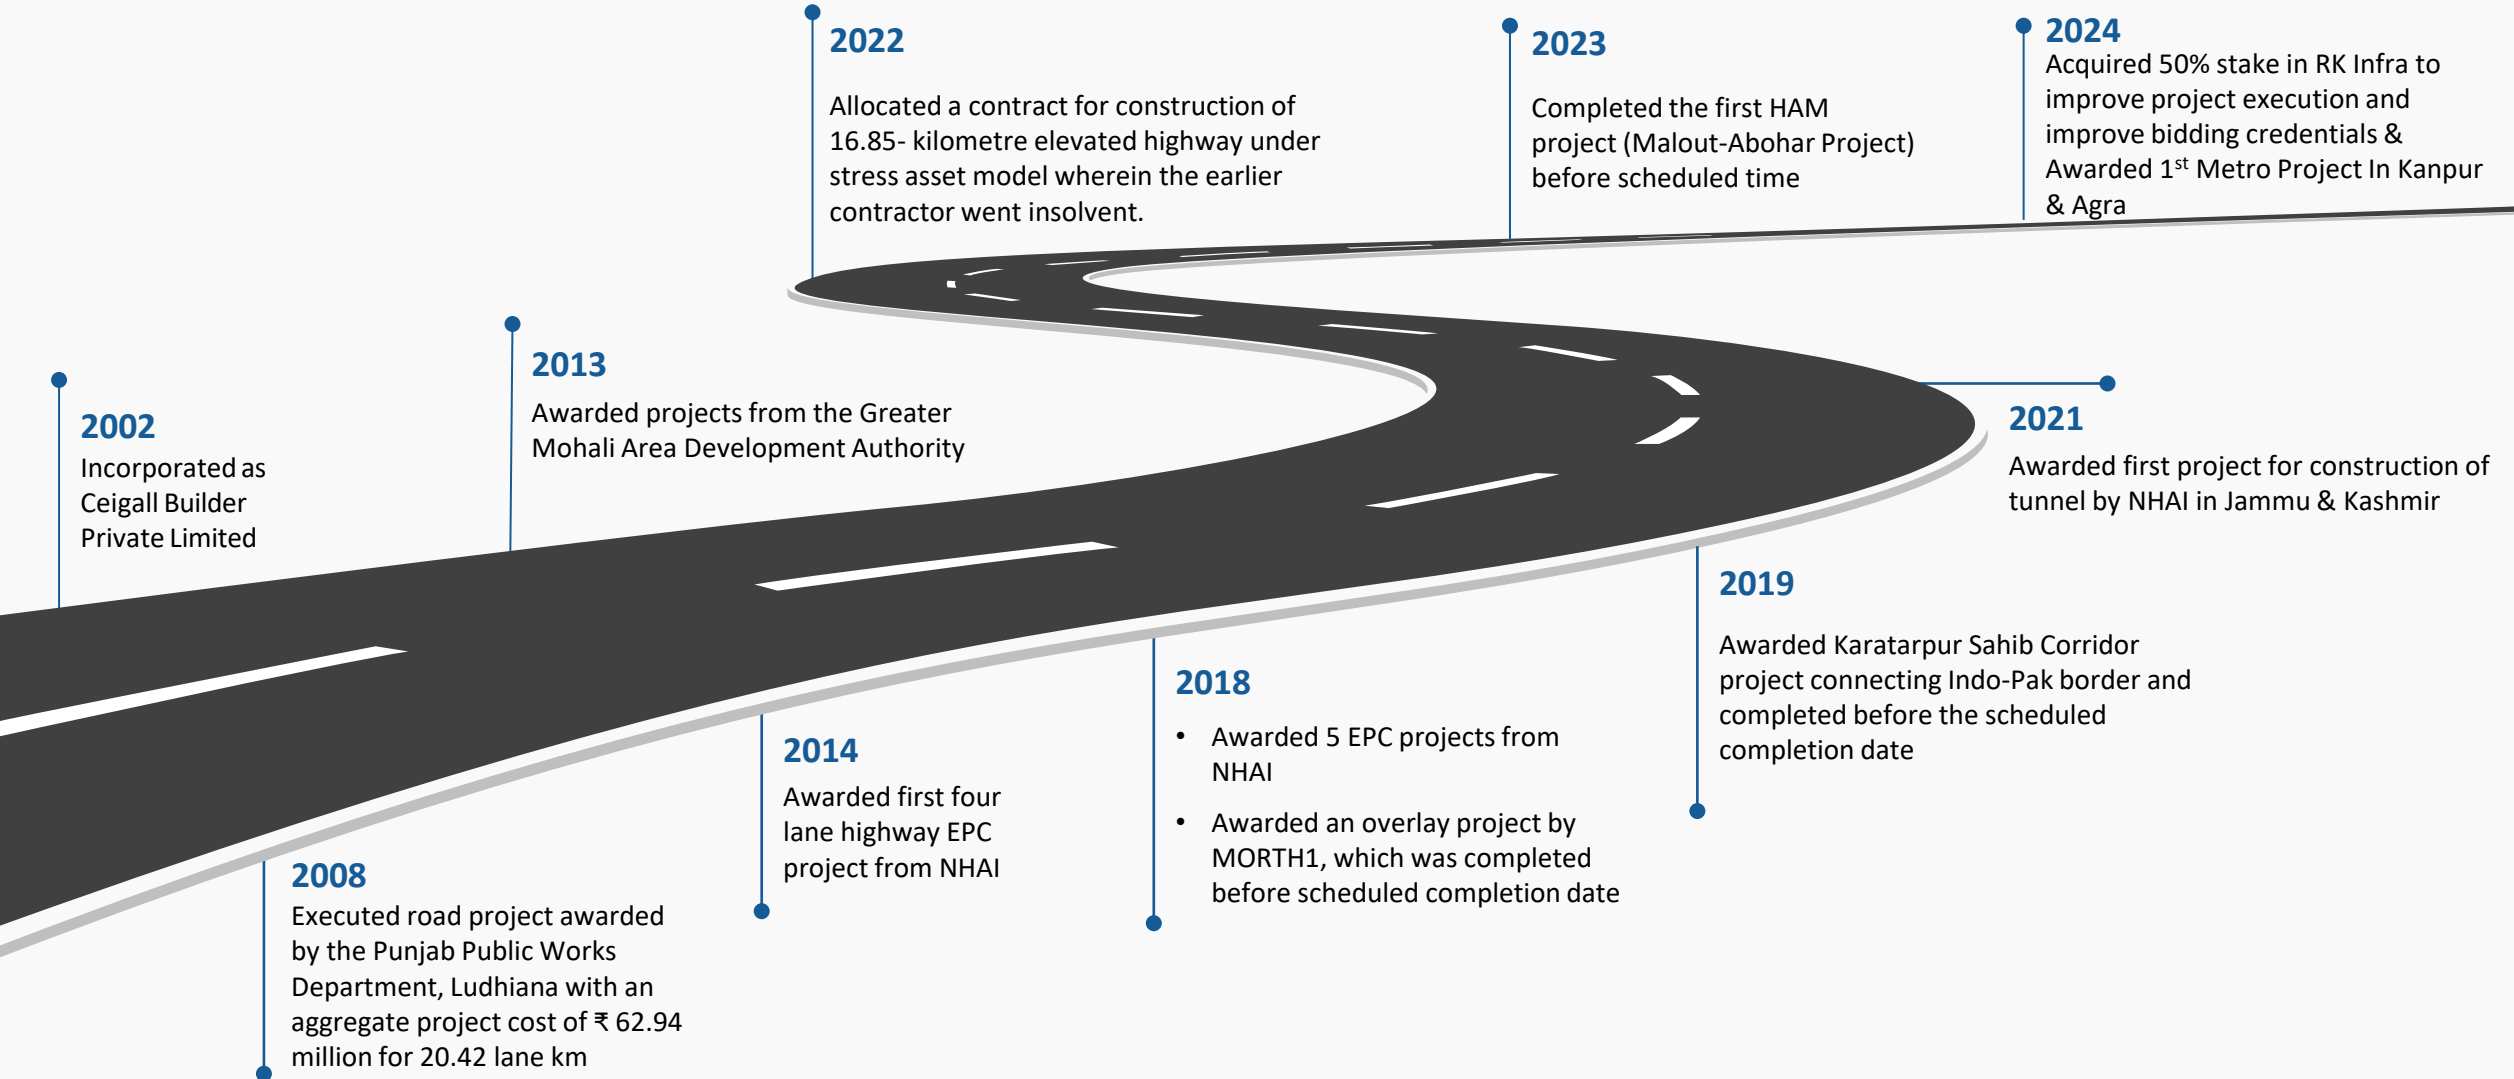 2022
Allocated a contract for construction of
16.85- kilometre elevated highway under
stress asset model wherein the earlier
contractor went insolvent.
2023
Completed the first HAM
project (Malout-Abohar Project)
before scheduled time
2024
Acquired 50% stake in RK Infra to
improve project execution and
improve bidding credentials &
Awarded 1st Metro Project In Kanpur
& Agra
2002
Incorporated as
Ceigall Builder
Private Limited
2013
Awarded projects from the Greater
Mohali Area Development Authority
2021
Awarded first project for construction of
tunnel by NHAI in Jammu & Kashmir
2008
Executed road project awarded
by the Punjab Public Works
Department, Ludhiana with an
aggregate project cost of ₹ 62.94
million for 20.42 lane km
2014
Awarded first four
lane highway EPC
project from NHAI
2018
• Awarded 5 EPC projects from
NHAI
• Awarded an overlay project by
MORTH1, which was completed
before scheduled completion date
2019
Awarded Karatarpur Sahib Corridor
project connecting Indo-Pak border and
completed before the scheduled
completion date